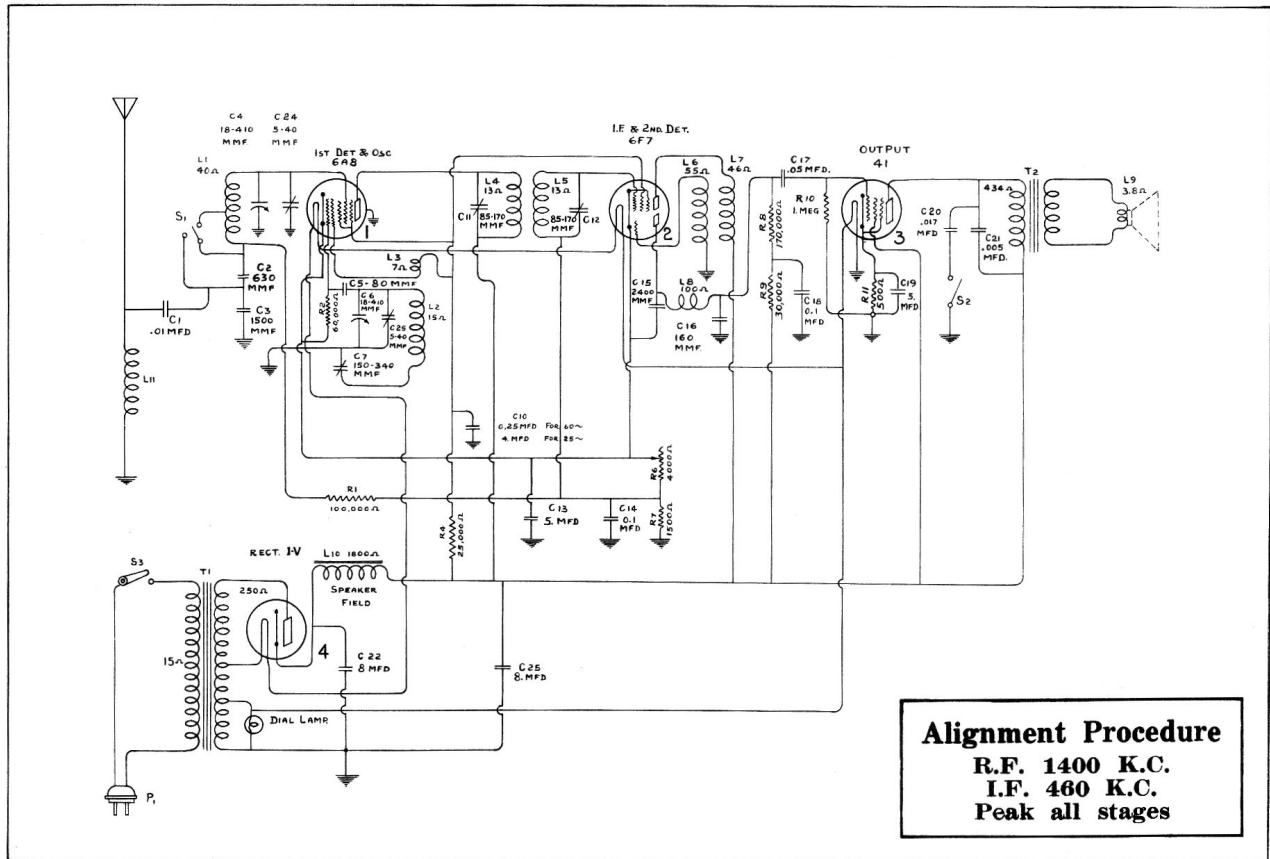 C4
18-410
MMF
C24
5-40
MMF
L1
40Ω
1ST DET & OSC
6A8
I.F. & 2ND. DET.
6F7
OUTPUT
41
S1
C1
.01 MFD
C2
630
MMF
C3
1500
MMF
L11
1
L3
7Ω
C5-80 MMF
R2
60,000Ω
C6
18-410
MMF
C26
5-40
MMF
L2
15Ω
C7
150-340
MMF
L4
13Ω
C11
85-170
MMF
L5
13Ω
85-170
MMF
C12
2
L6
55Ω
L7
46Ω
C15
2400
MMF
L8
100Ω
C16
160
MMF.
C17
.05 MFD.
R8
170,000Ω
R9
30,000Ω
C18
0.1
MFD
R10
1. MEG
3
R11
500Ω
C19
5.
MFD
C20
.017
MFD
S2
434Ω
C21
.005
MFD.
T2
L9
3.8Ω
C10
0.25 MFD FOR 60~
4. MFD FOR 25~
R1
100,000Ω
R4
25,000Ω
C13
5. MFD
C14
0.1
MFD
R6
4000Ω
R7
1500Ω
S3
T1
RECT. 1-V
250Ω
15Ω
4
L10 1800Ω
SPEAKER
FIELD
C22
8 MFD
C25
8. MFD
DIAL LAMP
P1
Alignment Procedure
R.F. 1400 K.C.
I.F. 460 K.C.
Peak all stages